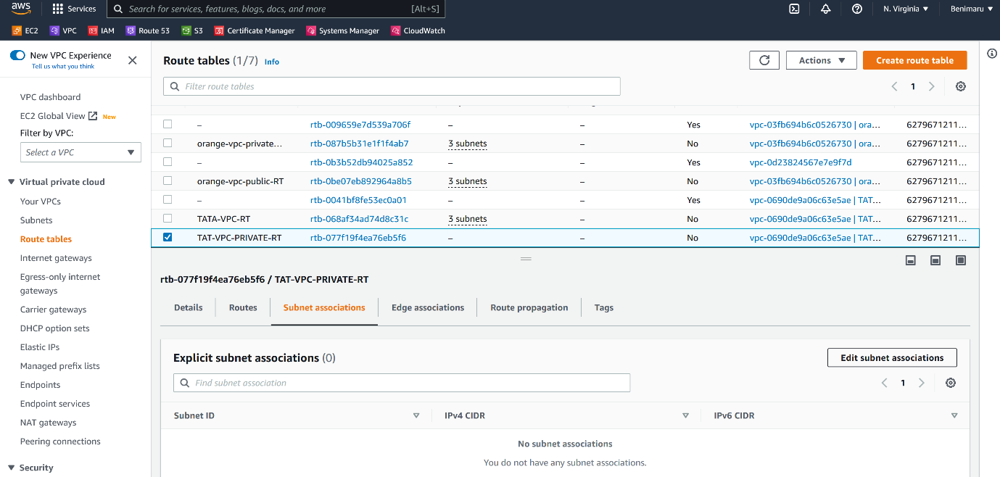 aws Services Search for services, features, blogs, docs, and more [Alt+S] N. Virginia Benimaru
EC2 VPC IAM Route 53 S3 Certificate Manager Systems Manager CloudWatch
New VPC Experience
Tell us what you think
VPC dashboard
EC2 Global View New
Filter by VPC:
Select a VPC
Virtual private cloud
Your VPCs
Subnets
Route tables
Internet gateways
Egress-only internet
gateways
Carrier gateways
DHCP option sets
Elastic IPs
Managed prefix lists
Endpoints
Endpoint services
NAT gateways
Peering connections
Security
Route tables (1/7) Info Actions Create route table
Filter route tables 1
– rtb-009659e7d539a706f – – Yes vpc-03fb694b6c0526730 | ora... 6279671211...
orange-vpc-private... rtb-087b5b31e1f1f4ab7 3 subnets – No vpc-03fb694b6c0526730 | ora... 6279671211...
– rtb-0b3b52db94025a852 – – Yes vpc-0d23824567e7e9f7d 6279671211...
orange-vpc-public-RT rtb-0be07eb892964a8b5 3 subnets – No vpc-03fb694b6c0526730 | ora... 6279671211...
– rtb-0041bf8fe53ec0a01 – – Yes vpc-0690de9a06c63e5ae | TAT... 6279671211...
TATA-VPC-RT rtb-068af34ad74d8c31c 3 subnets – No vpc-0690de9a06c63e5ae | TAT... 6279671211...
TAT-VPC-PRIVATE-RT rtb-077f19f4ea76eb5f6 – – No vpc-0690de9a06c63e5ae | TAT... 6279671211...
rtb-077f19f4ea76eb5f6 / TAT-VPC-PRIVATE-RT
Details Routes Subnet associations Edge associations Route propagation Tags
Explicit subnet associations (0) Edit subnet associations
Find subnet association 1
Subnet ID IPv4 CIDR IPv6 CIDR
No subnet associations
You do not have any subnet associations.